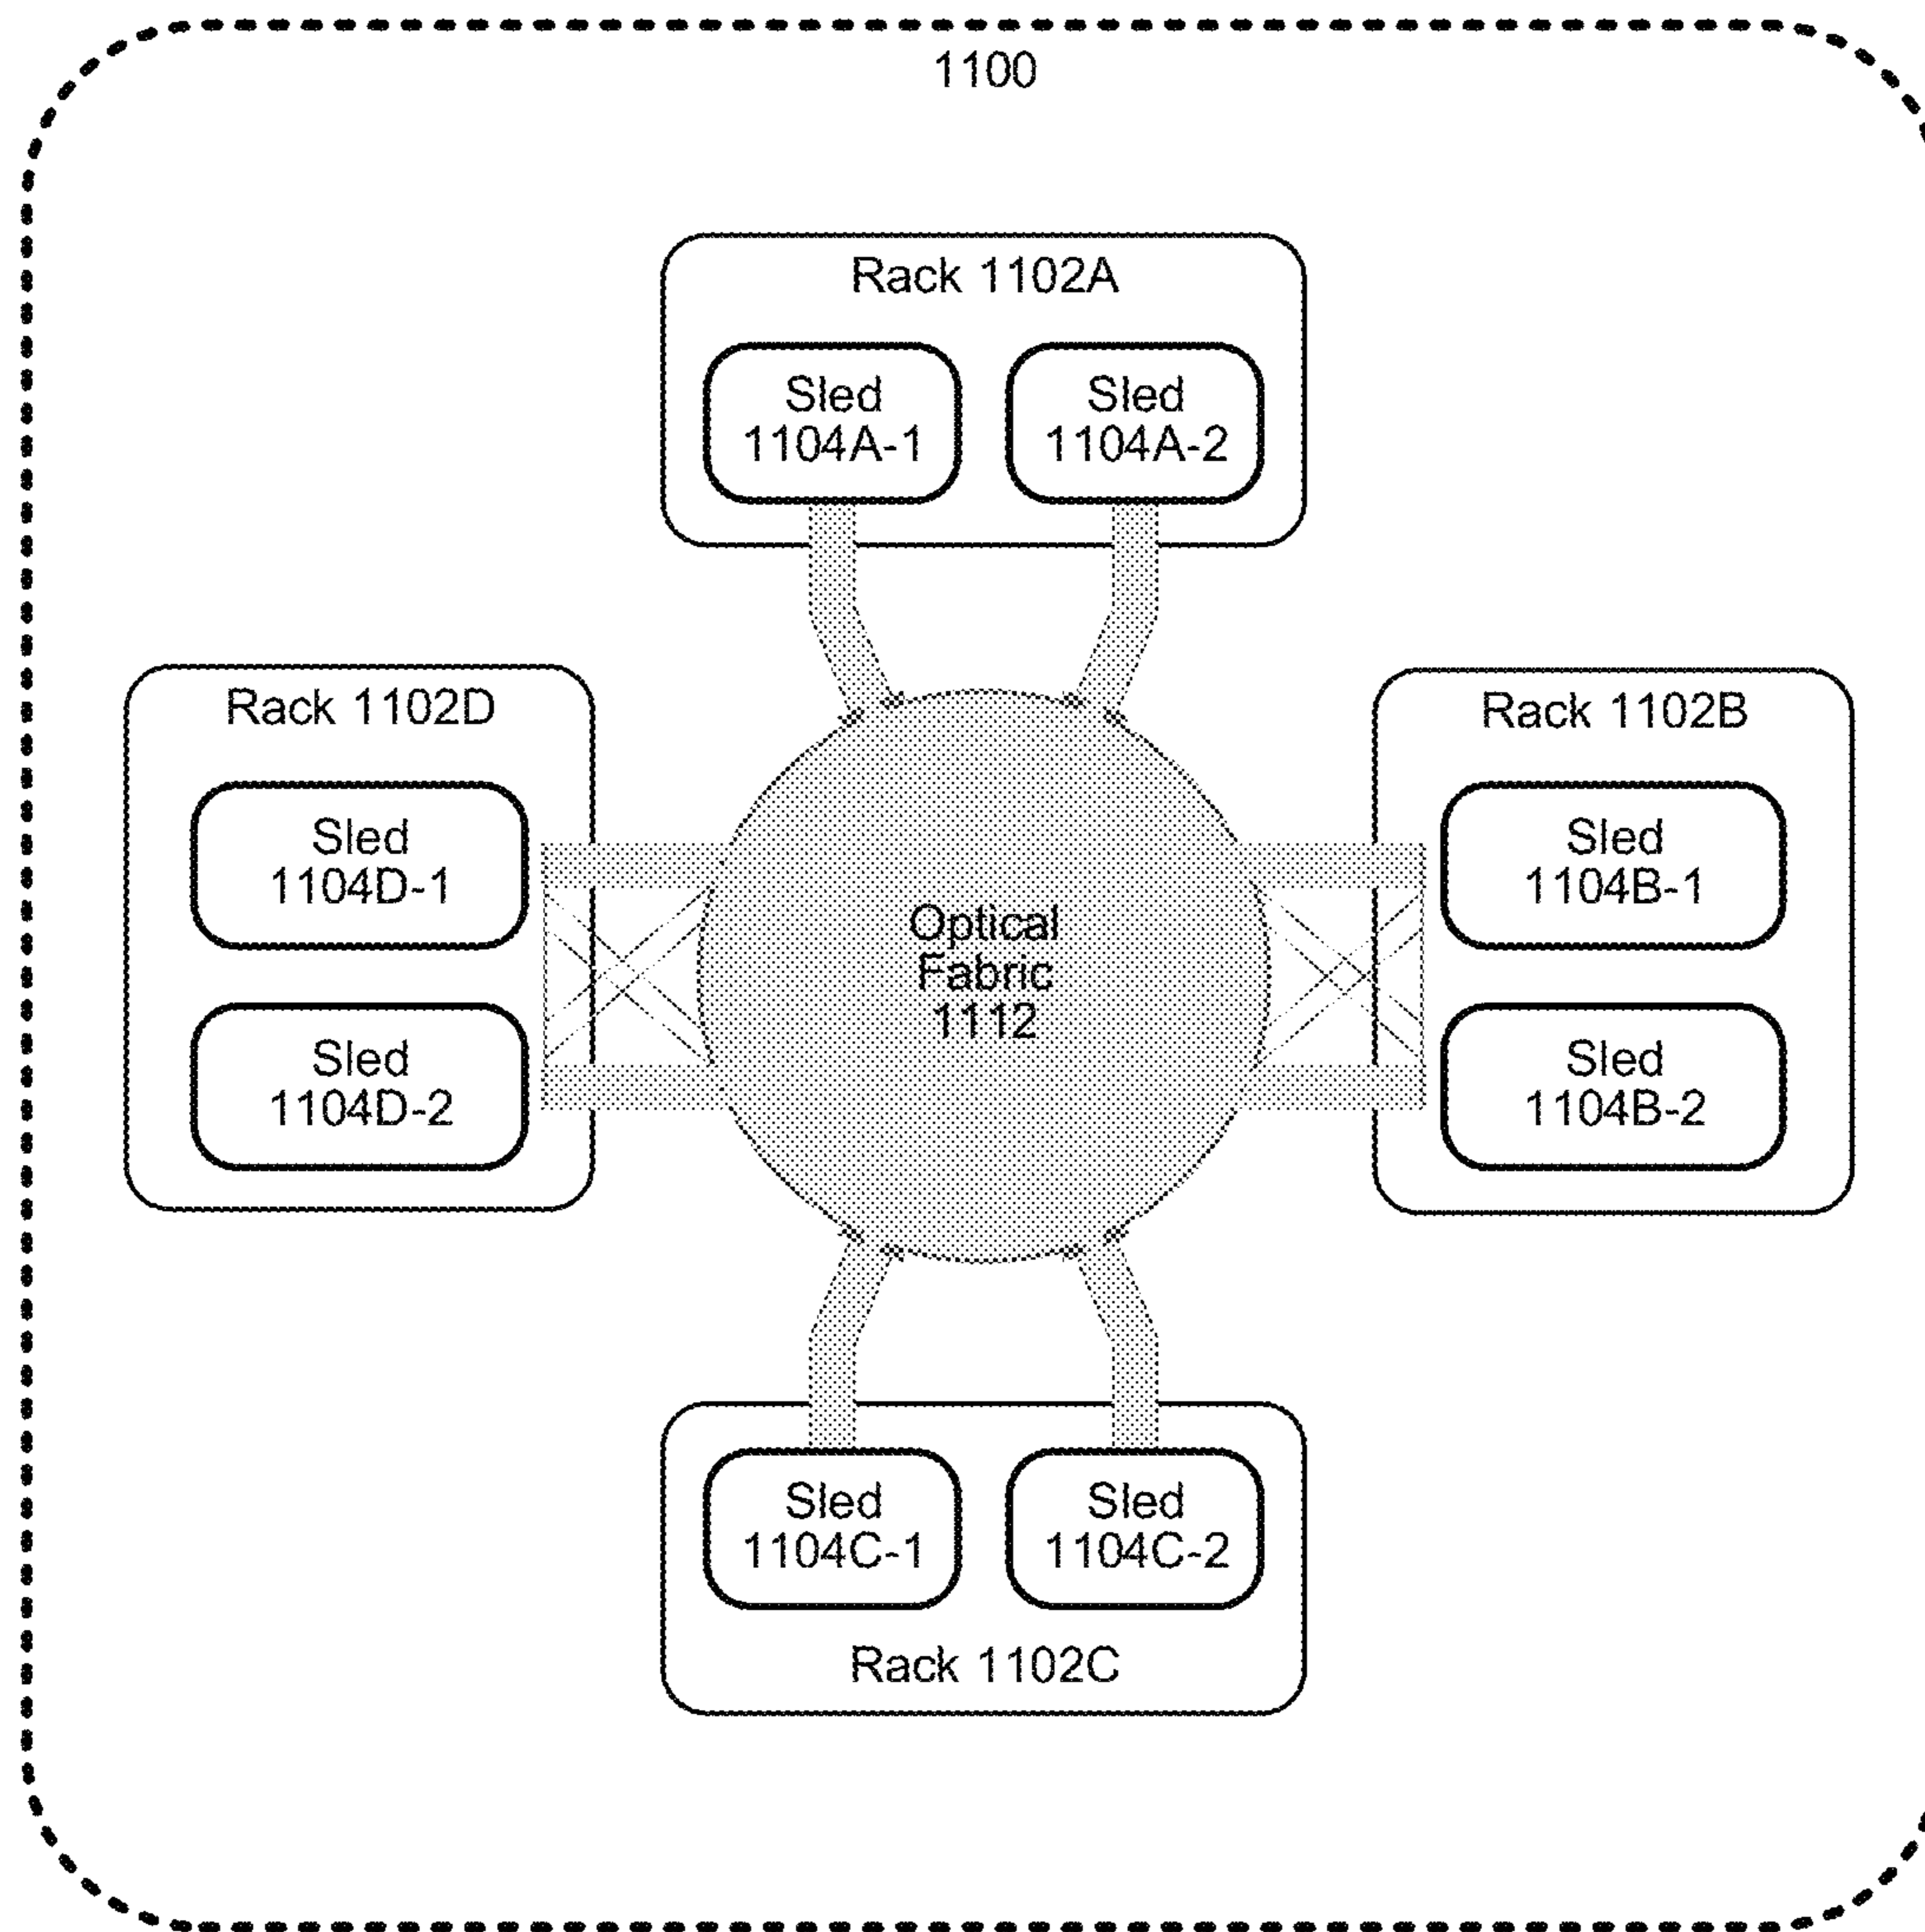 1100
Rack 1102A
Sled
1104A-1
Sled
1104A-2
Rack 1102D
Sled
1104D-1
Sled
1104D-2
Optical
Fabric
1112
Rack 1102B
Sled
1104B-1
Sled
1104B-2
Sled
1104C-1
Sled
1104C-2
Rack 1102C